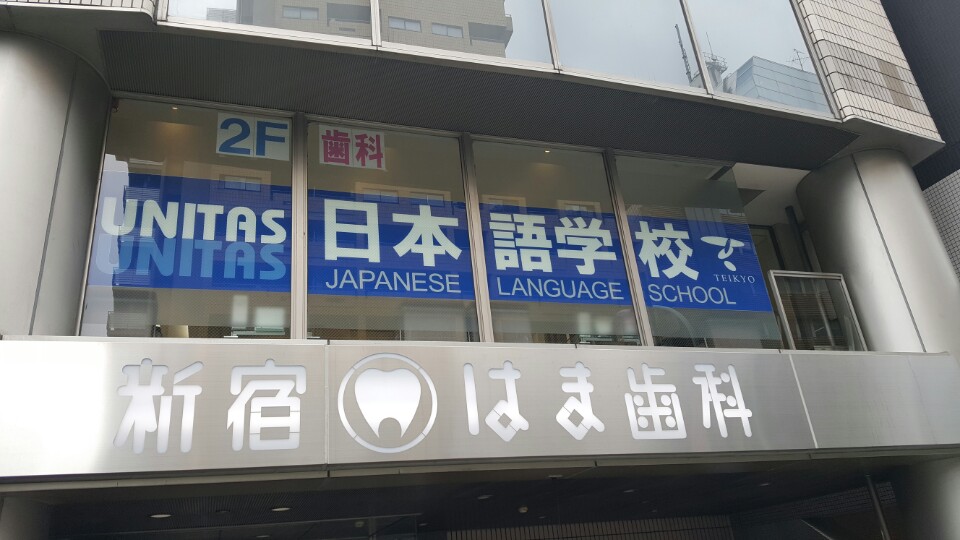 2F 歯科
UNITAS 日本語学校
UNITAS JAPANESE LANGUAGE SCHOOL TEIKYO
新宿 はま歯科